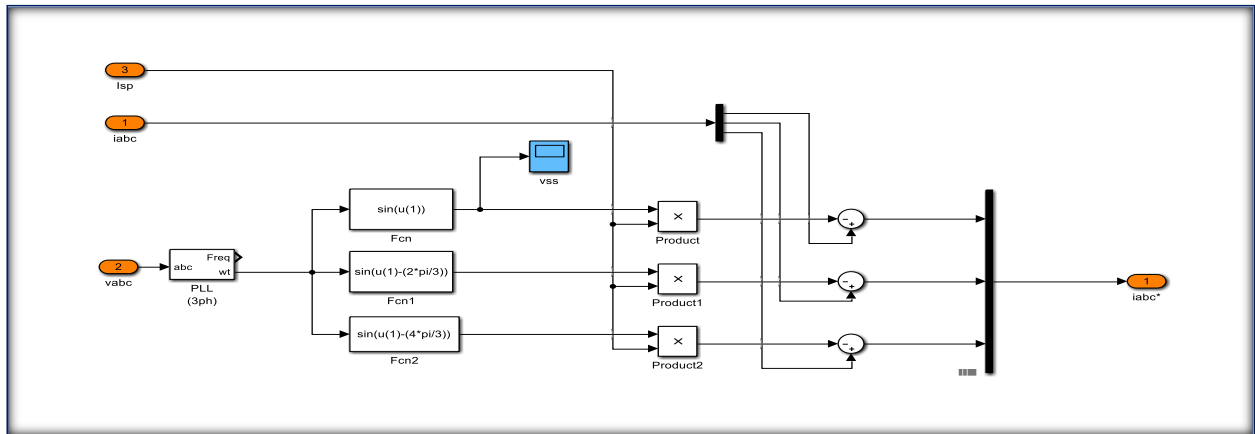 3
Isp
1
iabc
vss
sin(u(1))
Fcn
×
Product
- +
2
vabc
abc
Freq
wt
PLL
(3ph)
sin(u(1)-(2*pi/3))
Fcn1
×
Product1
- +
1
iabc*
sin(u(1)-(4*pi/3))
Fcn2
×
Product2
- +